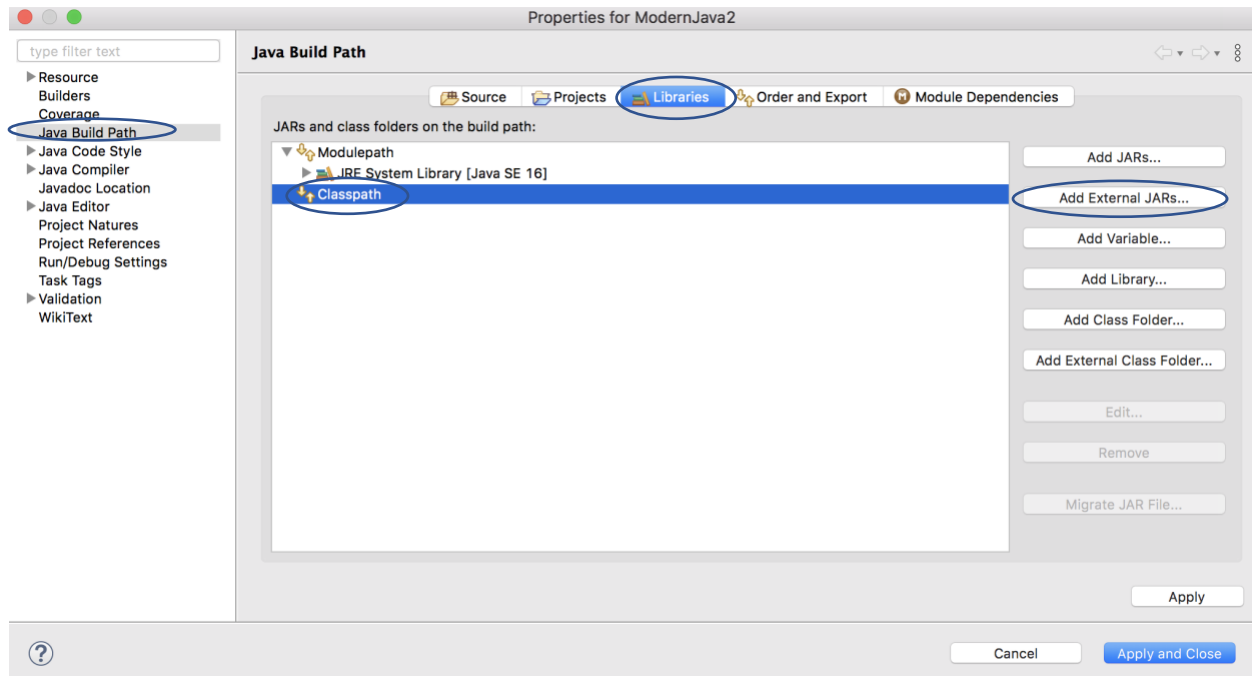 Properties for ModernJava2
type filter text
Resource
Builders
Coverage
Java Build Path
Java Code Style
Java Compiler
Javadoc Location
Java Editor
Project Natures
Project References
Run/Debug Settings
Task Tags
Validation
WikiText
Java Build Path
Source
Projects
Libraries
Order and Export
M Module Dependencies
JARs and class folders on the build path:
Modulepath
JRE System Library [Java SE 16]
Classpath
Add JARs...
Add External JARs...
Add Variable...
Add Library...
Add Class Folder...
Add External Class Folder...
Edit...
Remove
Migrate JAR File...
Apply
?
Cancel
Apply and Close